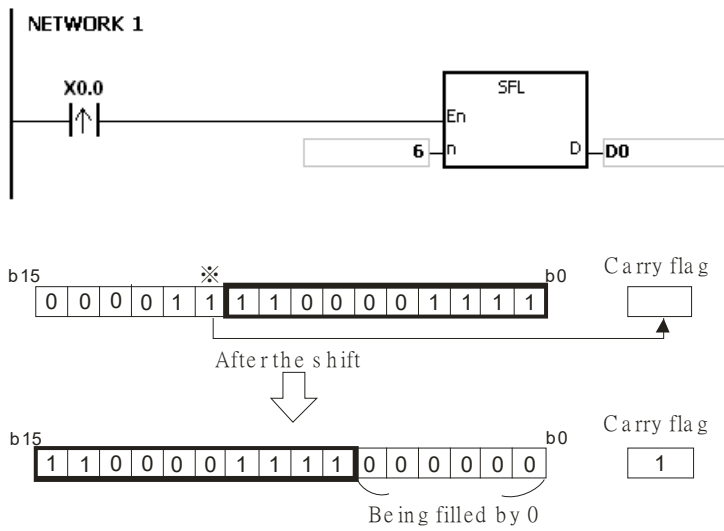 NETWORK 1
X0.0
SFL
En
6 n D D0
b15 ※ b0 Carry flag
0 0 0 0 1 1 1 1 0 0 0 0 1 1 1 1
After the shift
b15 b0 Carry flag
1 1 0 0 0 0 1 1 1 1 0 0 0 0 0 0 1
Being filled by 0